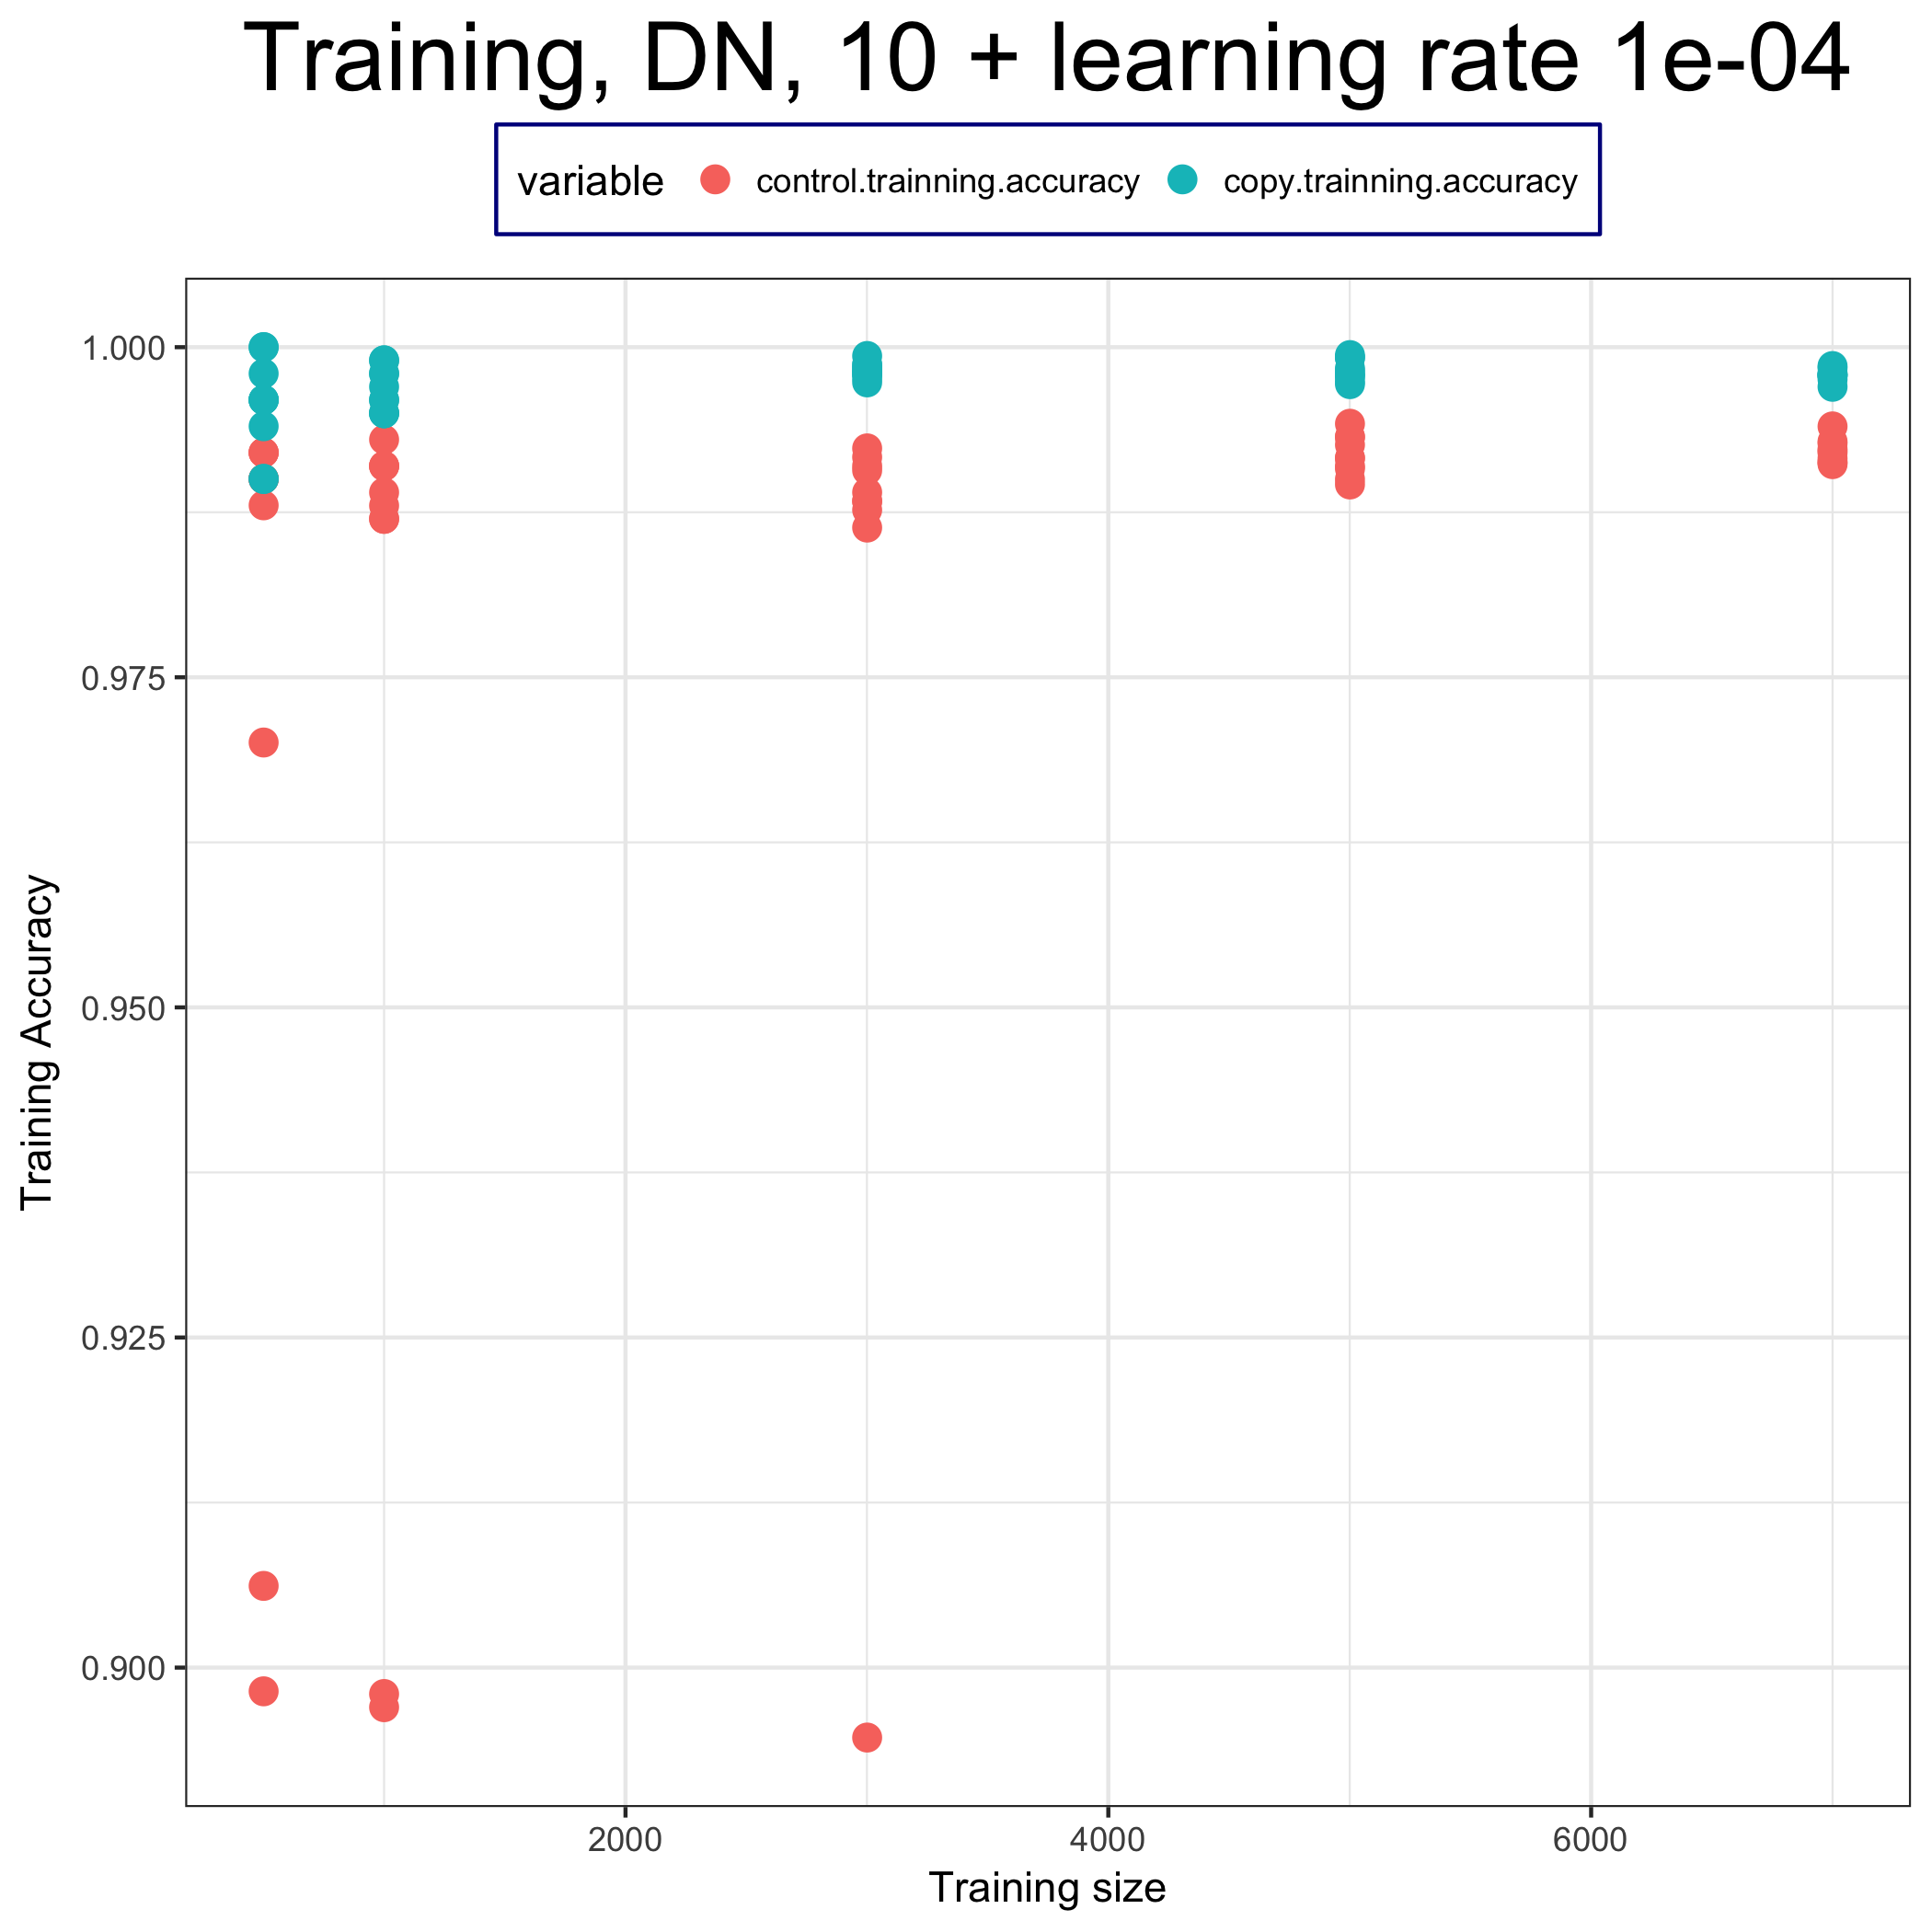 Training, DN, 10 + learning rate 1e-04
variable control.trainning.accuracy copy.trainning.accuracy
1.000
0.975
0.950
0.925
0.900
Training Accuracy
2000 4000 6000
Training size